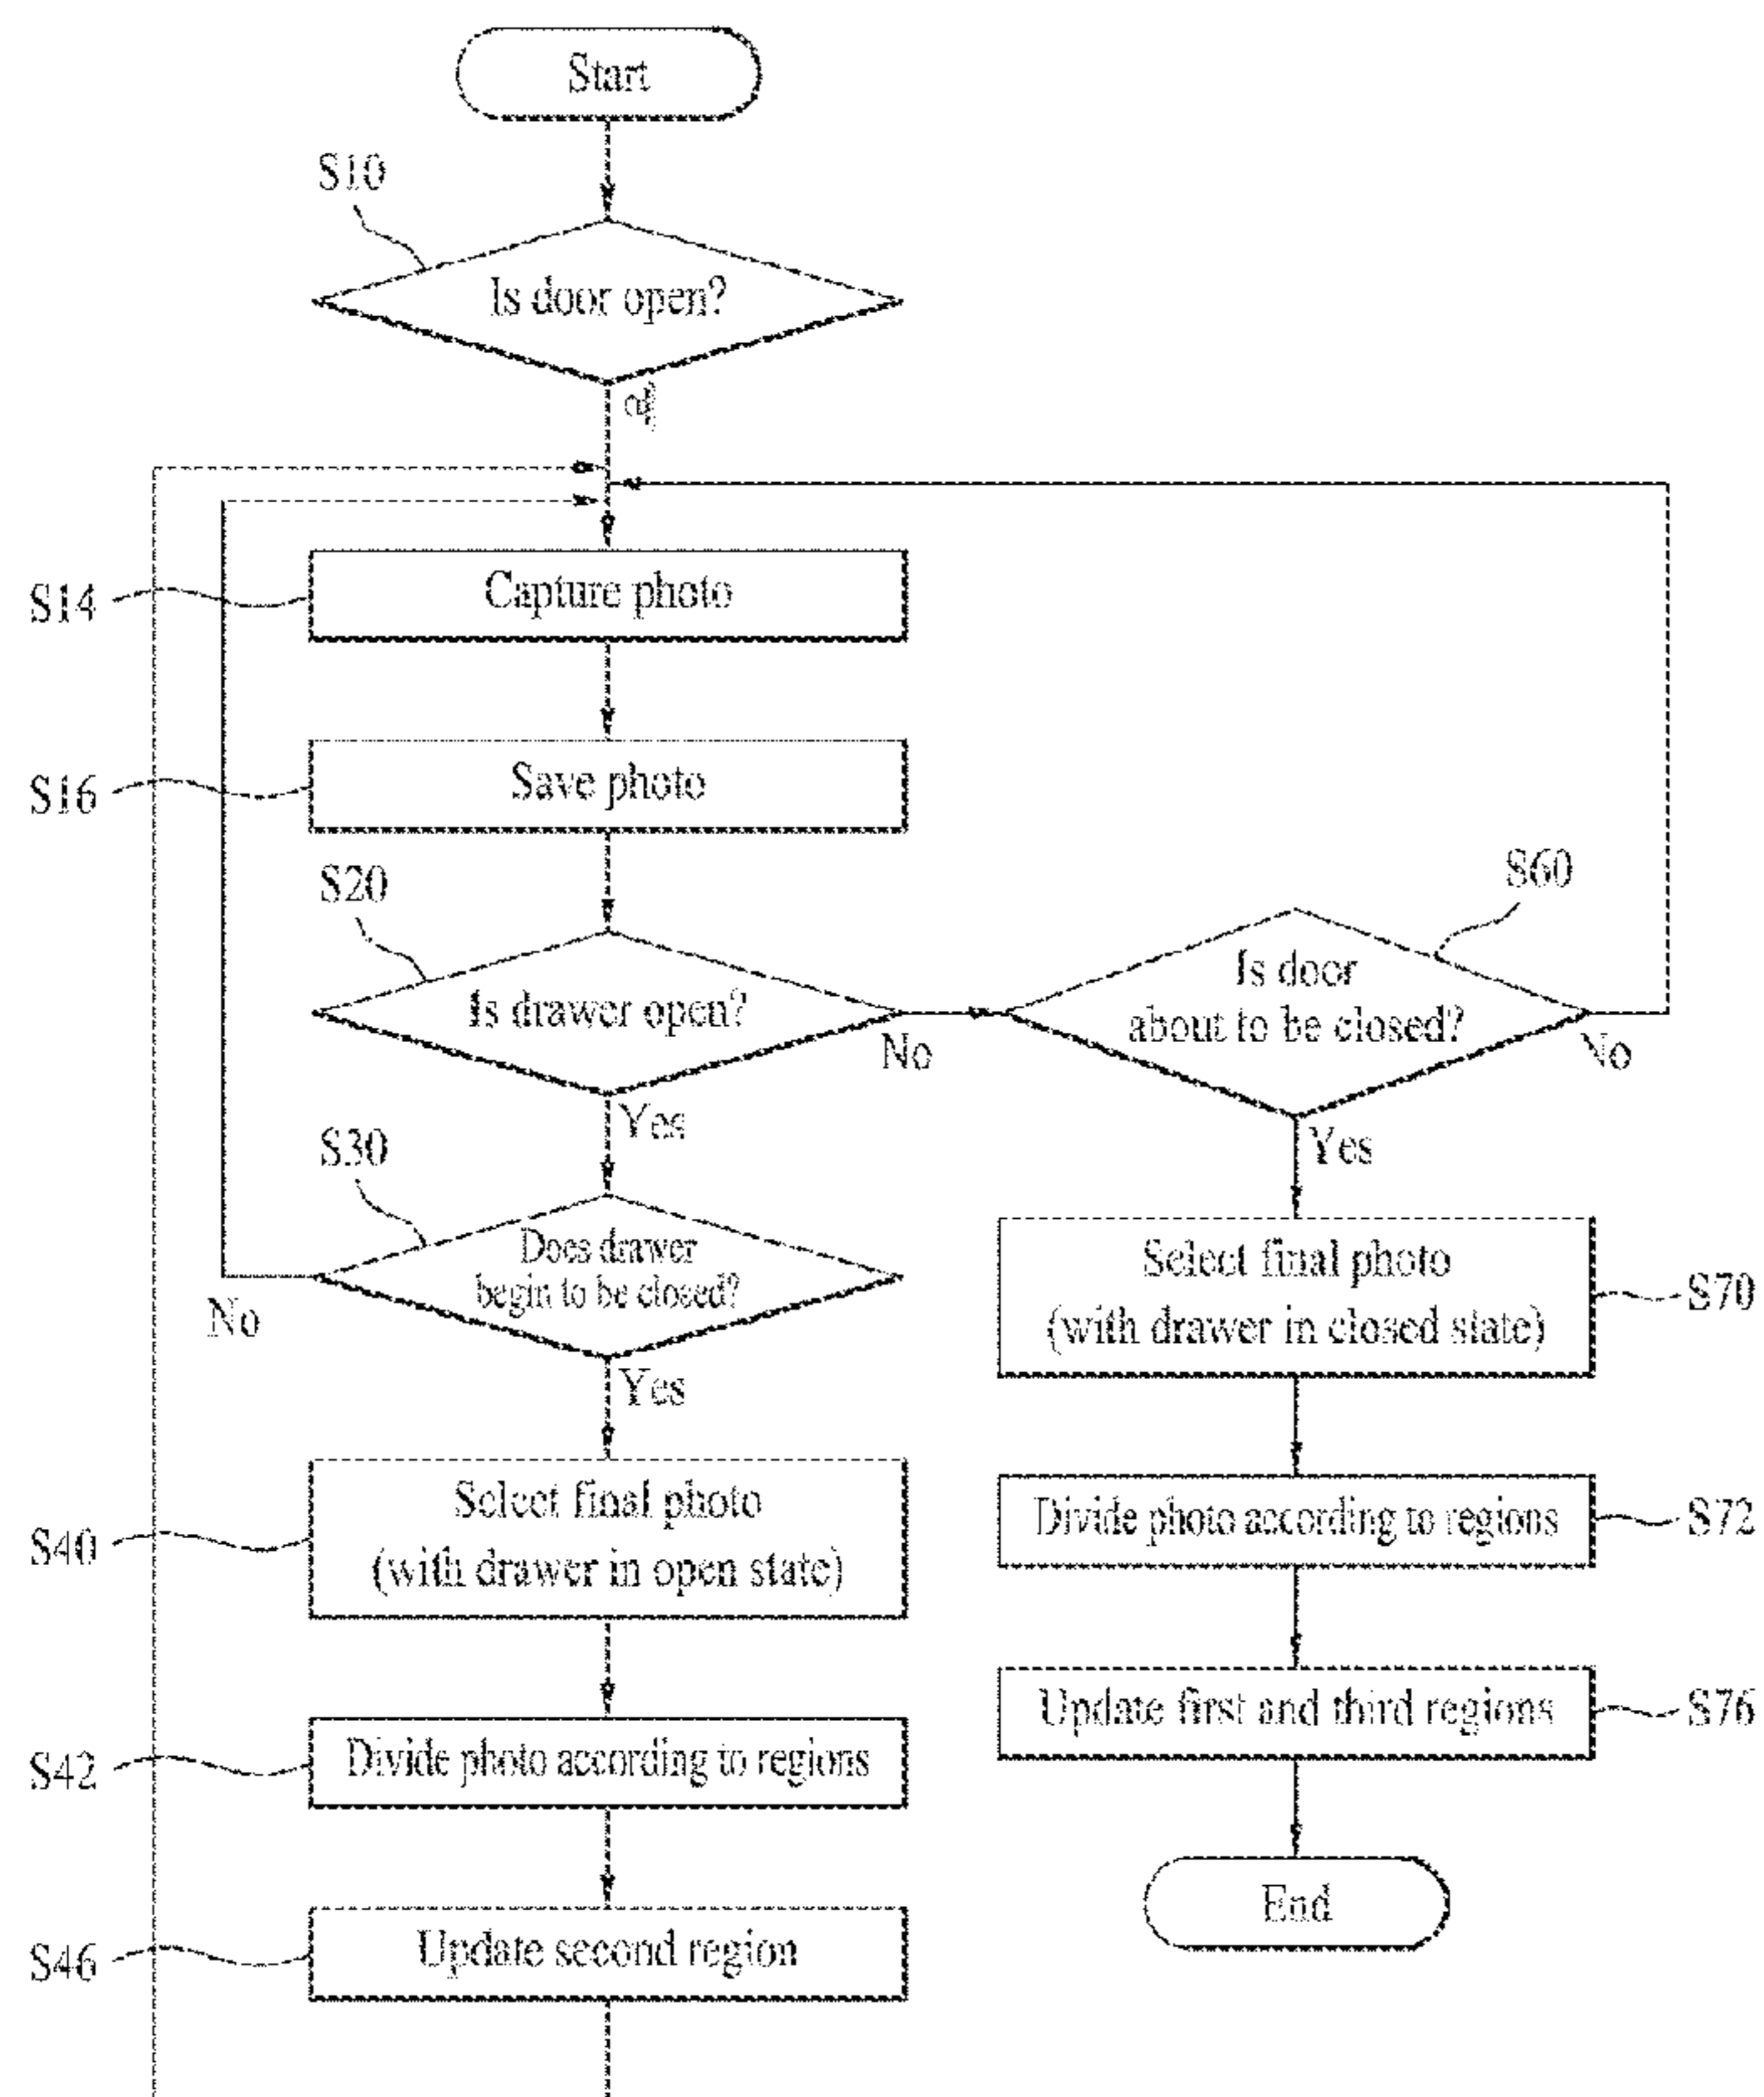 Start
S10
Is door open?
예
S14
Capture photo
S16
Save photo
S20
Is drawer open?
No
Yes
S60
Is door
about to be closed?
No
Yes
S30
Does drawer
begin to be closed?
No
Yes
Select final photo
(with drawer in closed state)
S70
S40
Select final photo
(with drawer in open state)
Divide photo according to regions
S72
S42
Divide photo according to regions
Update first and third regions
S76
S46
Update second region
End